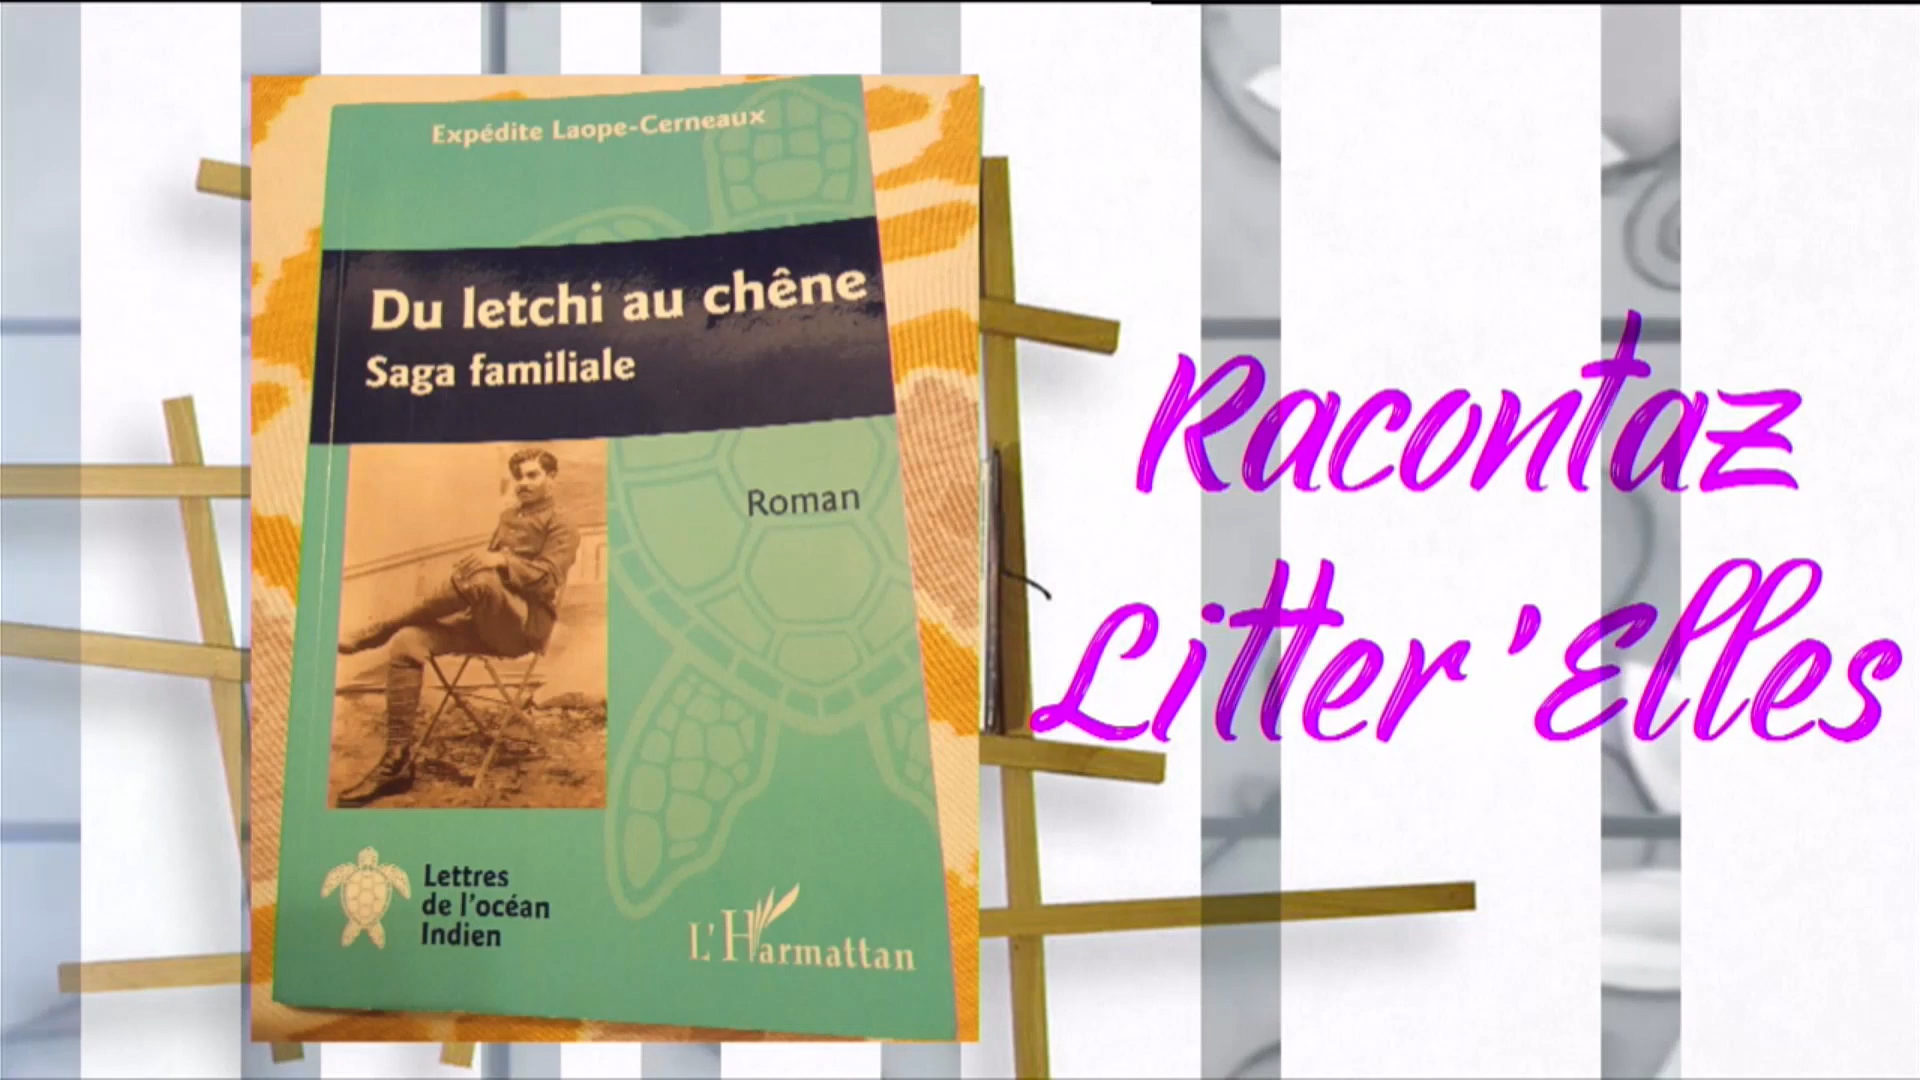 Expédite Laope-Cerneaux
Du letchi au chêne
Saga familiale
Roman
Lettres
de l'océan
Indien
L'Harmattan
Racontaz
Litter'Elles